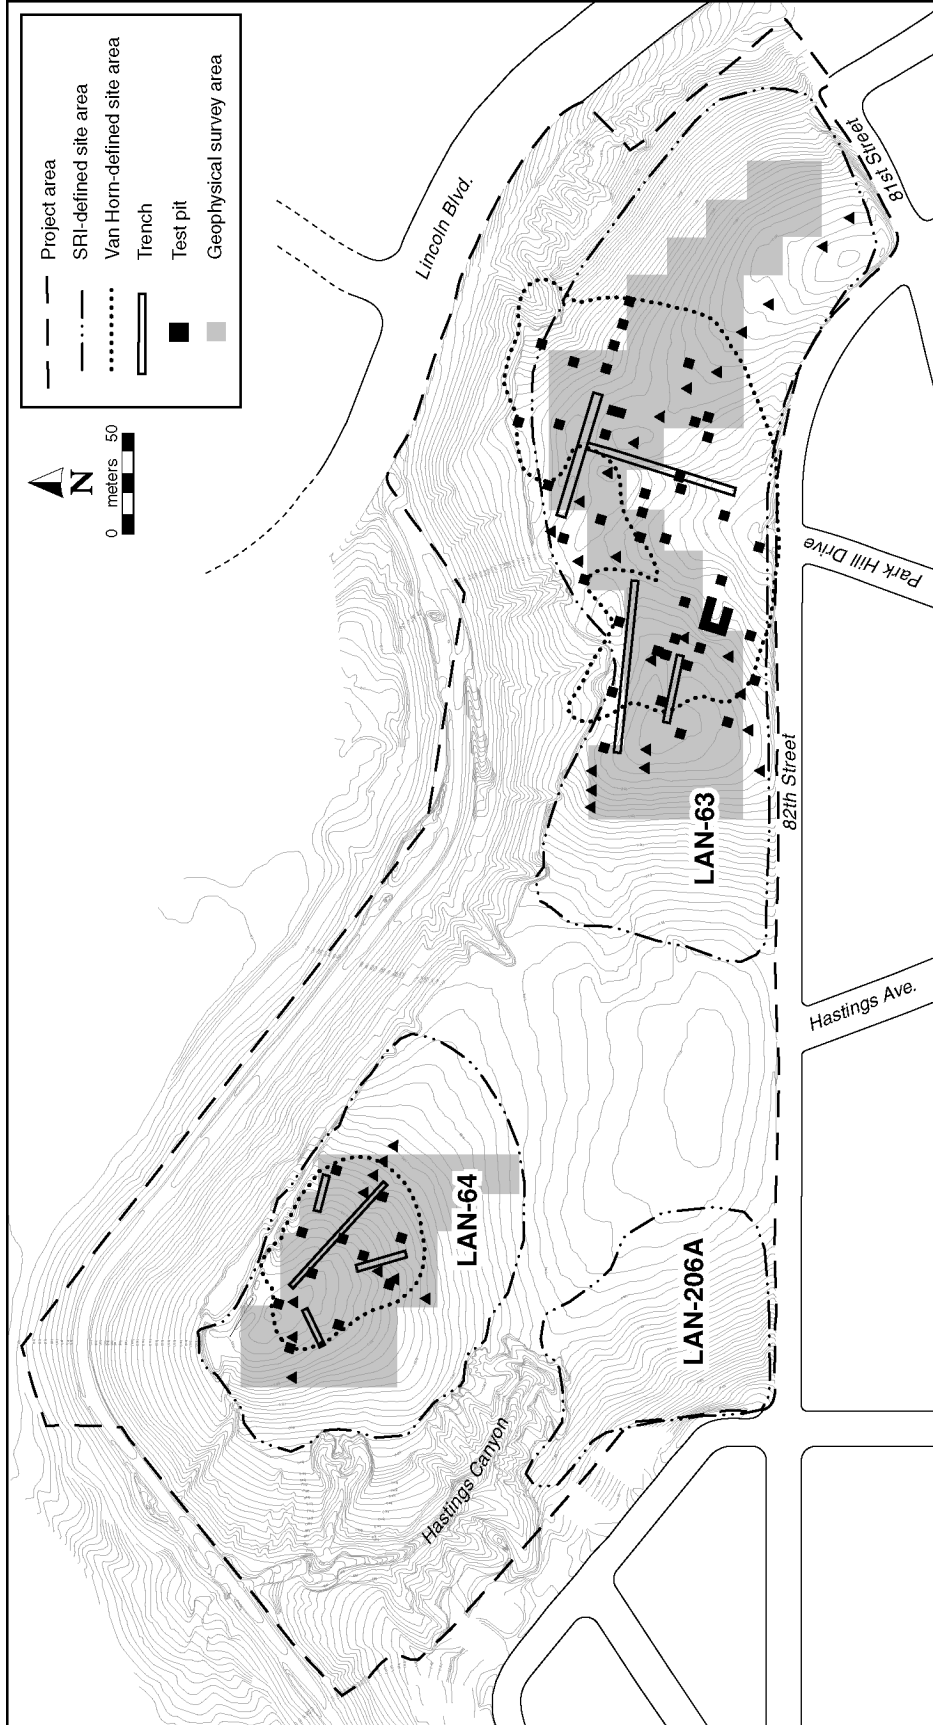 Project area
SRI-defined site area
Van Horn-defined site area
Trench
Test pit
Geophysical survey area
N
0 meters 50
Lincoln Blvd.
81st Street
Park Hill Drive
82th Street
LAN-63
Hastings Ave.
LAN-64
LAN-206A
Hastings Canyon